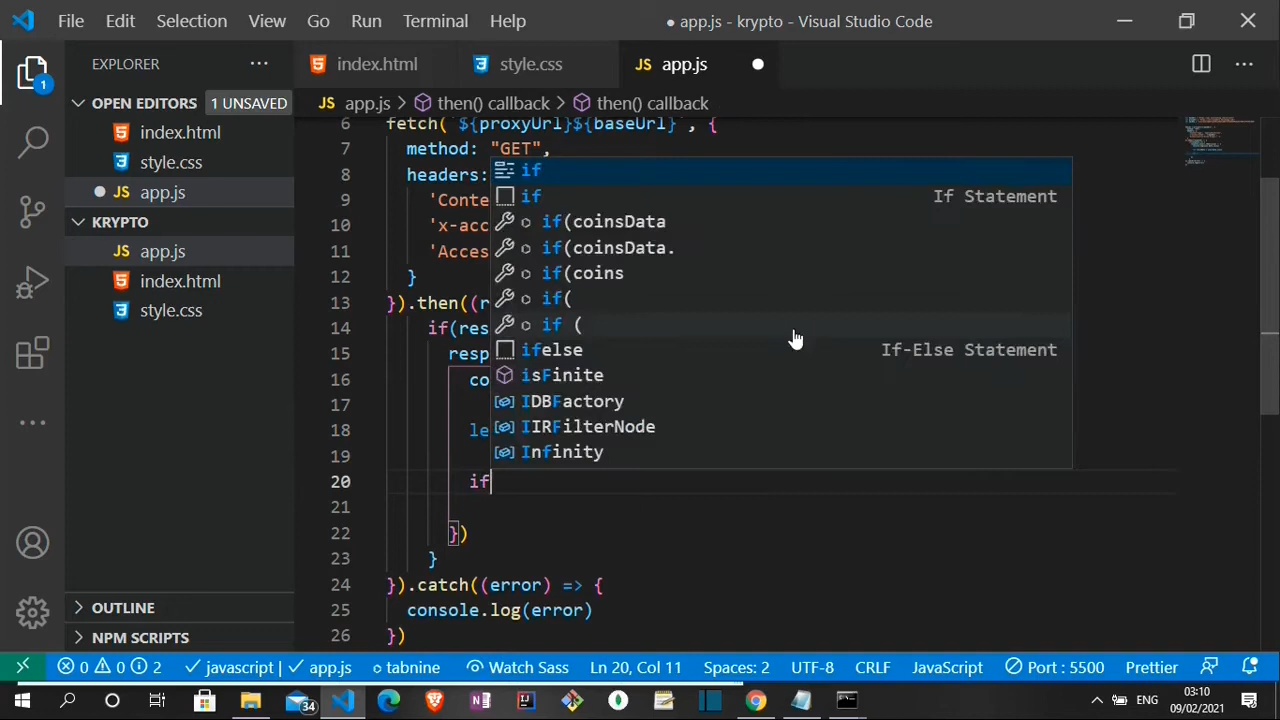 File Edit Selection View Go Run Terminal Help ● app.js - krypto - Visual Studio Code
EXPLORER ··· index.html style.css JS app.js
1
OPEN EDITORS 1 UNSAVED
JS app.js > then() callback > then() callback
index.html
style.css
JS app.js
KRYPTO
JS app.js
index.html
style.css
OUTLINE
NPM SCRIPTS
6 fetch(`${proxyUrl}${baseUrl}`, {
7 method: "GET",
8 headers:
9 'Conte
10 'x-acc
11 'Acces
12 }
13 }).then((r
14 if(res
15 resp
16 co
17
18 le
19
20 if
21
22 })
23 }
24 }).catch((error) => {
25 console.log(error)
26 })
if
if If Statement
if(coinsData
if(coinsData.
if(coins
if(
if (
ifelse If-Else Statement
isFinite
IDBFactory
IIRFilterNode
Infinity
0 0 2 javascript | app.js tabnine Watch Sass Ln 20, Col 11 Spaces: 2 UTF-8 CRLF JavaScript Port : 5500 Prettier
34 ENG 03:10
09/02/2021